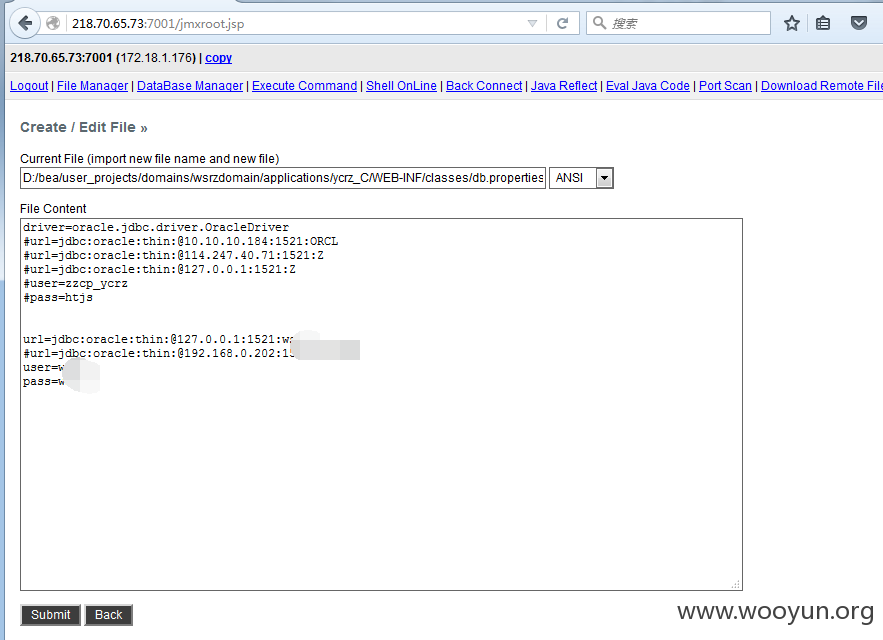 218.70.65.73:7001/jmxroot.jsp
搜索
218.70.65.73:7001 (172.18.1.176) | copy
Logout | File Manager | DataBase Manager | Execute Command | Shell OnLine | Back Connect | Java Reflect | Eval Java Code | Port Scan | Download Remote File
Create / Edit File »
Current File (import new file name and new file)
D:/bea/user_projects/domains/wsrzdomain/applications/ycrz_C/WEB-INF/classes/db.properties
ANSI
File Content
driver=oracle.jdbc.driver.OracleDriver
#url=jdbc:oracle:thin:@10.10.10.184:1521:ORCL
#url=jdbc:oracle:thin:@114.247.40.71:1521:Z
#url=jdbc:oracle:thin:@127.0.0.1:1521:Z
#user=zzcp_ycrz
#pass=htjs
url=jdbc:oracle:thin:@127.0.0.1:1521:w
#url=jdbc:oracle:thin:@192.168.0.202:15
user=w
pass=w
Submit
Back
www.wooyun.org